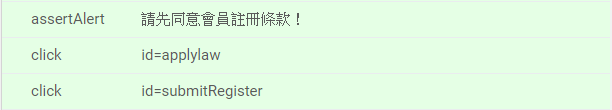 assertAlert 請先同意會員註冊條款！
click id=applylaw
click id=submitRegister